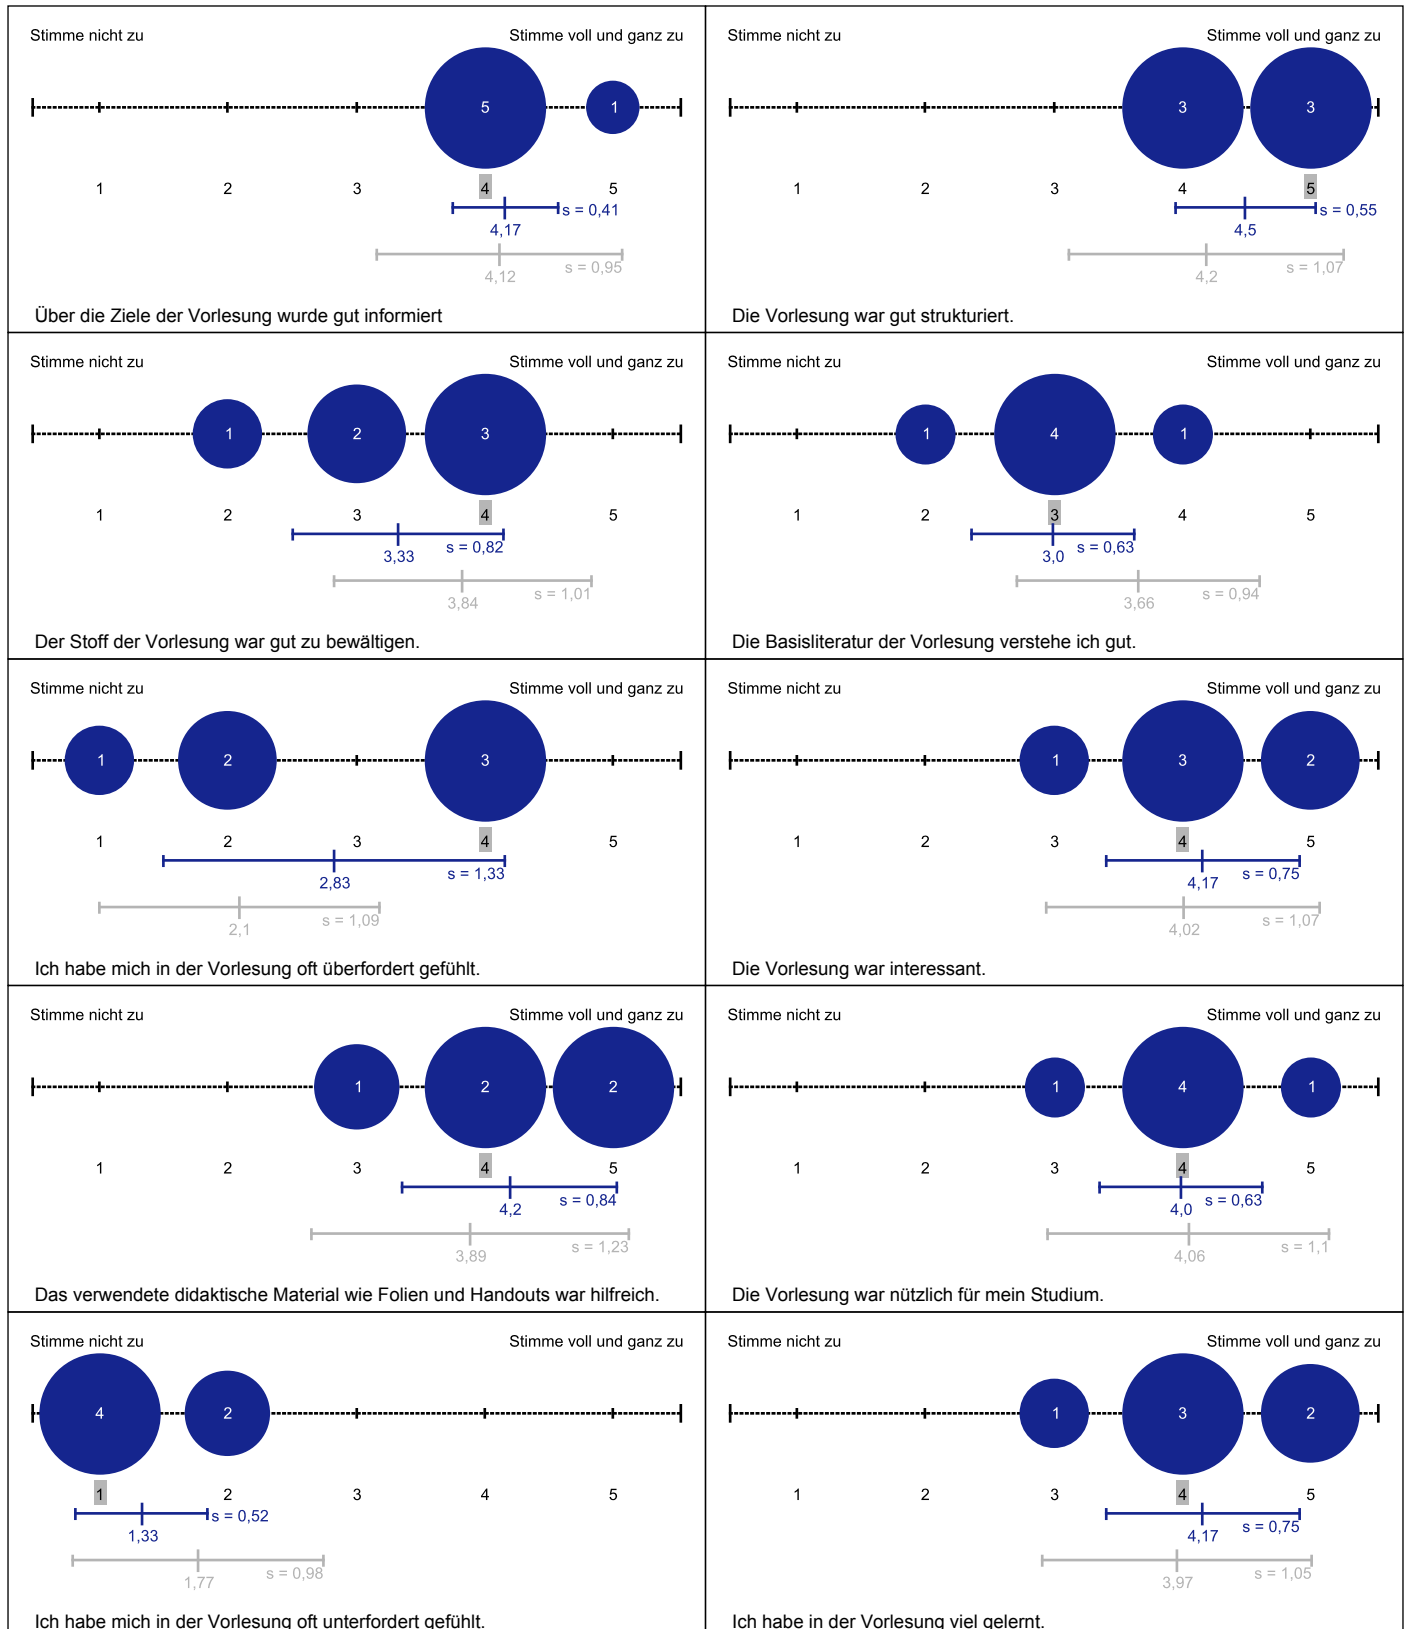 Stimme nicht zu Stimme voll und ganz zu
5 1
1 2 3 4 5
s = 0,41
4,17
s = 0,95
4,12
Über die Ziele der Vorlesung wurde gut informiert
Stimme nicht zu Stimme voll und ganz zu
3 3
1 2 3 4 5
s = 0,55
4,5
s = 1,07
4,2
Die Vorlesung war gut strukturiert.
Stimme nicht zu Stimme voll und ganz zu
1 2 3
1 2 3 4 5
s = 0,82
3,33
s = 1,01
3,84
Der Stoff der Vorlesung war gut zu bewältigen.
Stimme nicht zu Stimme voll und ganz zu
1 4 1
1 2 3 4 5
s = 0,63
3,0
s = 0,94
3,66
Die Basisliteratur der Vorlesung verstehe ich gut.
Stimme nicht zu Stimme voll und ganz zu
1 2 3
1 2 3 4 5
s = 1,33
2,83
s = 1,09
2,1
Ich habe mich in der Vorlesung oft überfordert gefühlt.
Stimme nicht zu Stimme voll und ganz zu
1 3 2
1 2 3 4 5
s = 0,75
4,17
s = 1,07
4,02
Die Vorlesung war interessant.
Stimme nicht zu Stimme voll und ganz zu
1 2 2
1 2 3 4 5
s = 0,84
4,2
s = 1,23
3,89
Das verwendete didaktische Material wie Folien und Handouts war hilfreich.
Stimme nicht zu Stimme voll und ganz zu
1 4 1
1 2 3 4 5
s = 0,63
4,0
s = 1,1
4,06
Die Vorlesung war nützlich für mein Studium.
Stimme nicht zu Stimme voll und ganz zu
4 2
1 2 3 4 5
s = 0,52
1,33
s = 0,98
1,77
Ich habe mich in der Vorlesung oft unterfordert gefühlt.
Stimme nicht zu Stimme voll und ganz zu
1 3 2
1 2 3 4 5
s = 0,75
4,17
s = 1,05
3,97
Ich habe in der Vorlesung viel gelernt.